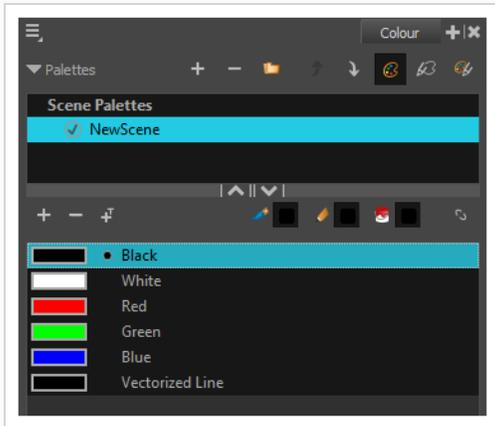 Colour
Palettes
Scene Palettes
NewScene
Black
White
Red
Green
Blue
Vectorized Line